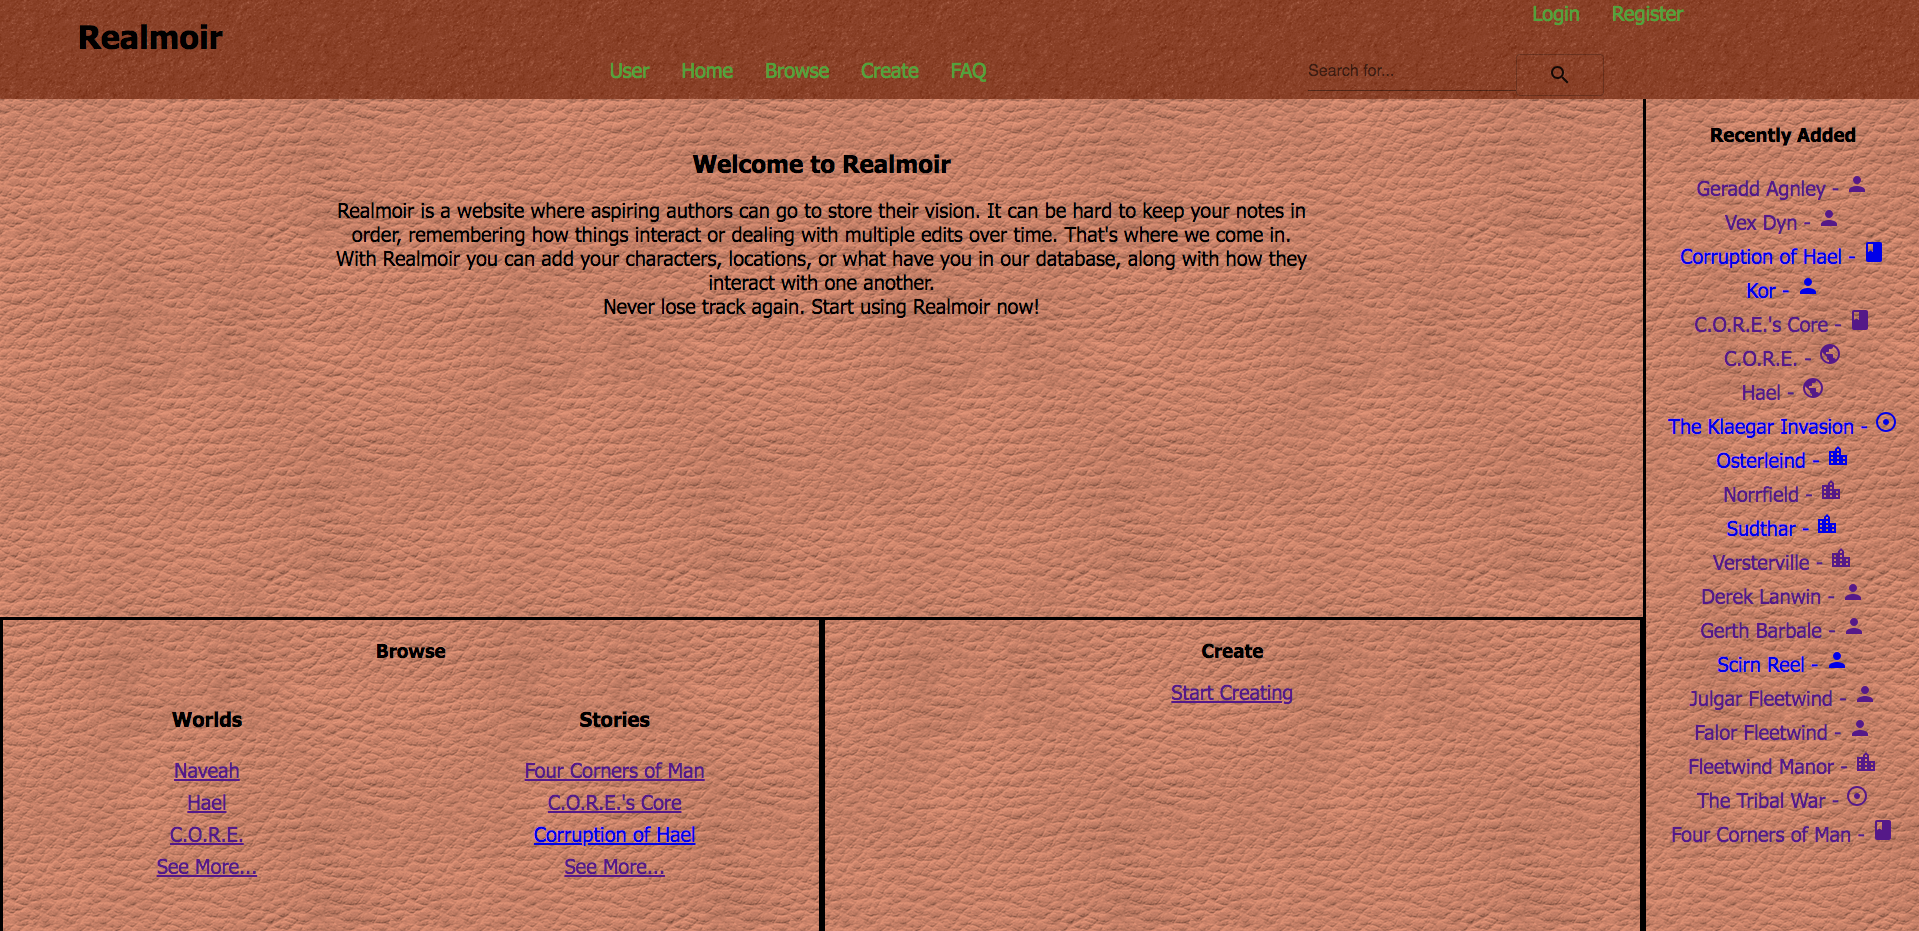 Realmoir
Login Register
User Home Browse Create FAQ
Search for...
Welcome to Realmoir
Realmoir is a website where aspiring authors can go to store their vision. It can be hard to keep your notes in
order, remembering how things interact or dealing with multiple edits over time. That's where we come in.
With Realmoir you can add your characters, locations, or what have you in our database, along with how they
interact with one another.
Never lose track again. Start using Realmoir now!
Browse
Worlds
Naveah
Hael
C.O.R.E.
See More...
Stories
Four Corners of Man
C.O.R.E.'s Core
Corruption of Hael
See More...
Create
Start Creating
Recently Added
Geradd Agnley -
Vex Dyn -
Corruption of Hael -
Kor -
C.O.R.E.'s Core -
C.O.R.E. -
Hael -
The Klaegar Invasion -
Osterleind -
Norrfield -
Sudthar -
Versterville -
Derek Lanwin -
Gerth Barbale -
Scirn Reel -
Julgar Fleetwind -
Falor Fleetwind -
Fleetwind Manor -
The Tribal War -
Four Corners of Man -